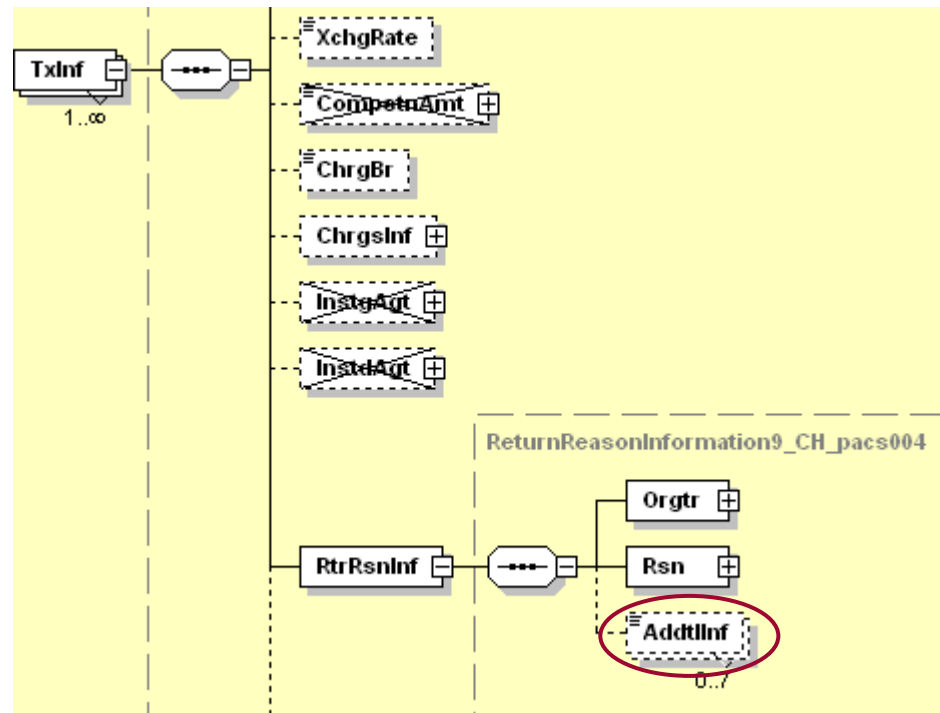 XchgRate
TxInf
1..∞
CompstnAmt
ChrgBr
ChrgsInf
InstgAgt
InstdAgt
ReturnReasonInformation9_CH_pacs004
Orgtr
RtrRsnInf
Rsn
AddtlInf
0..7